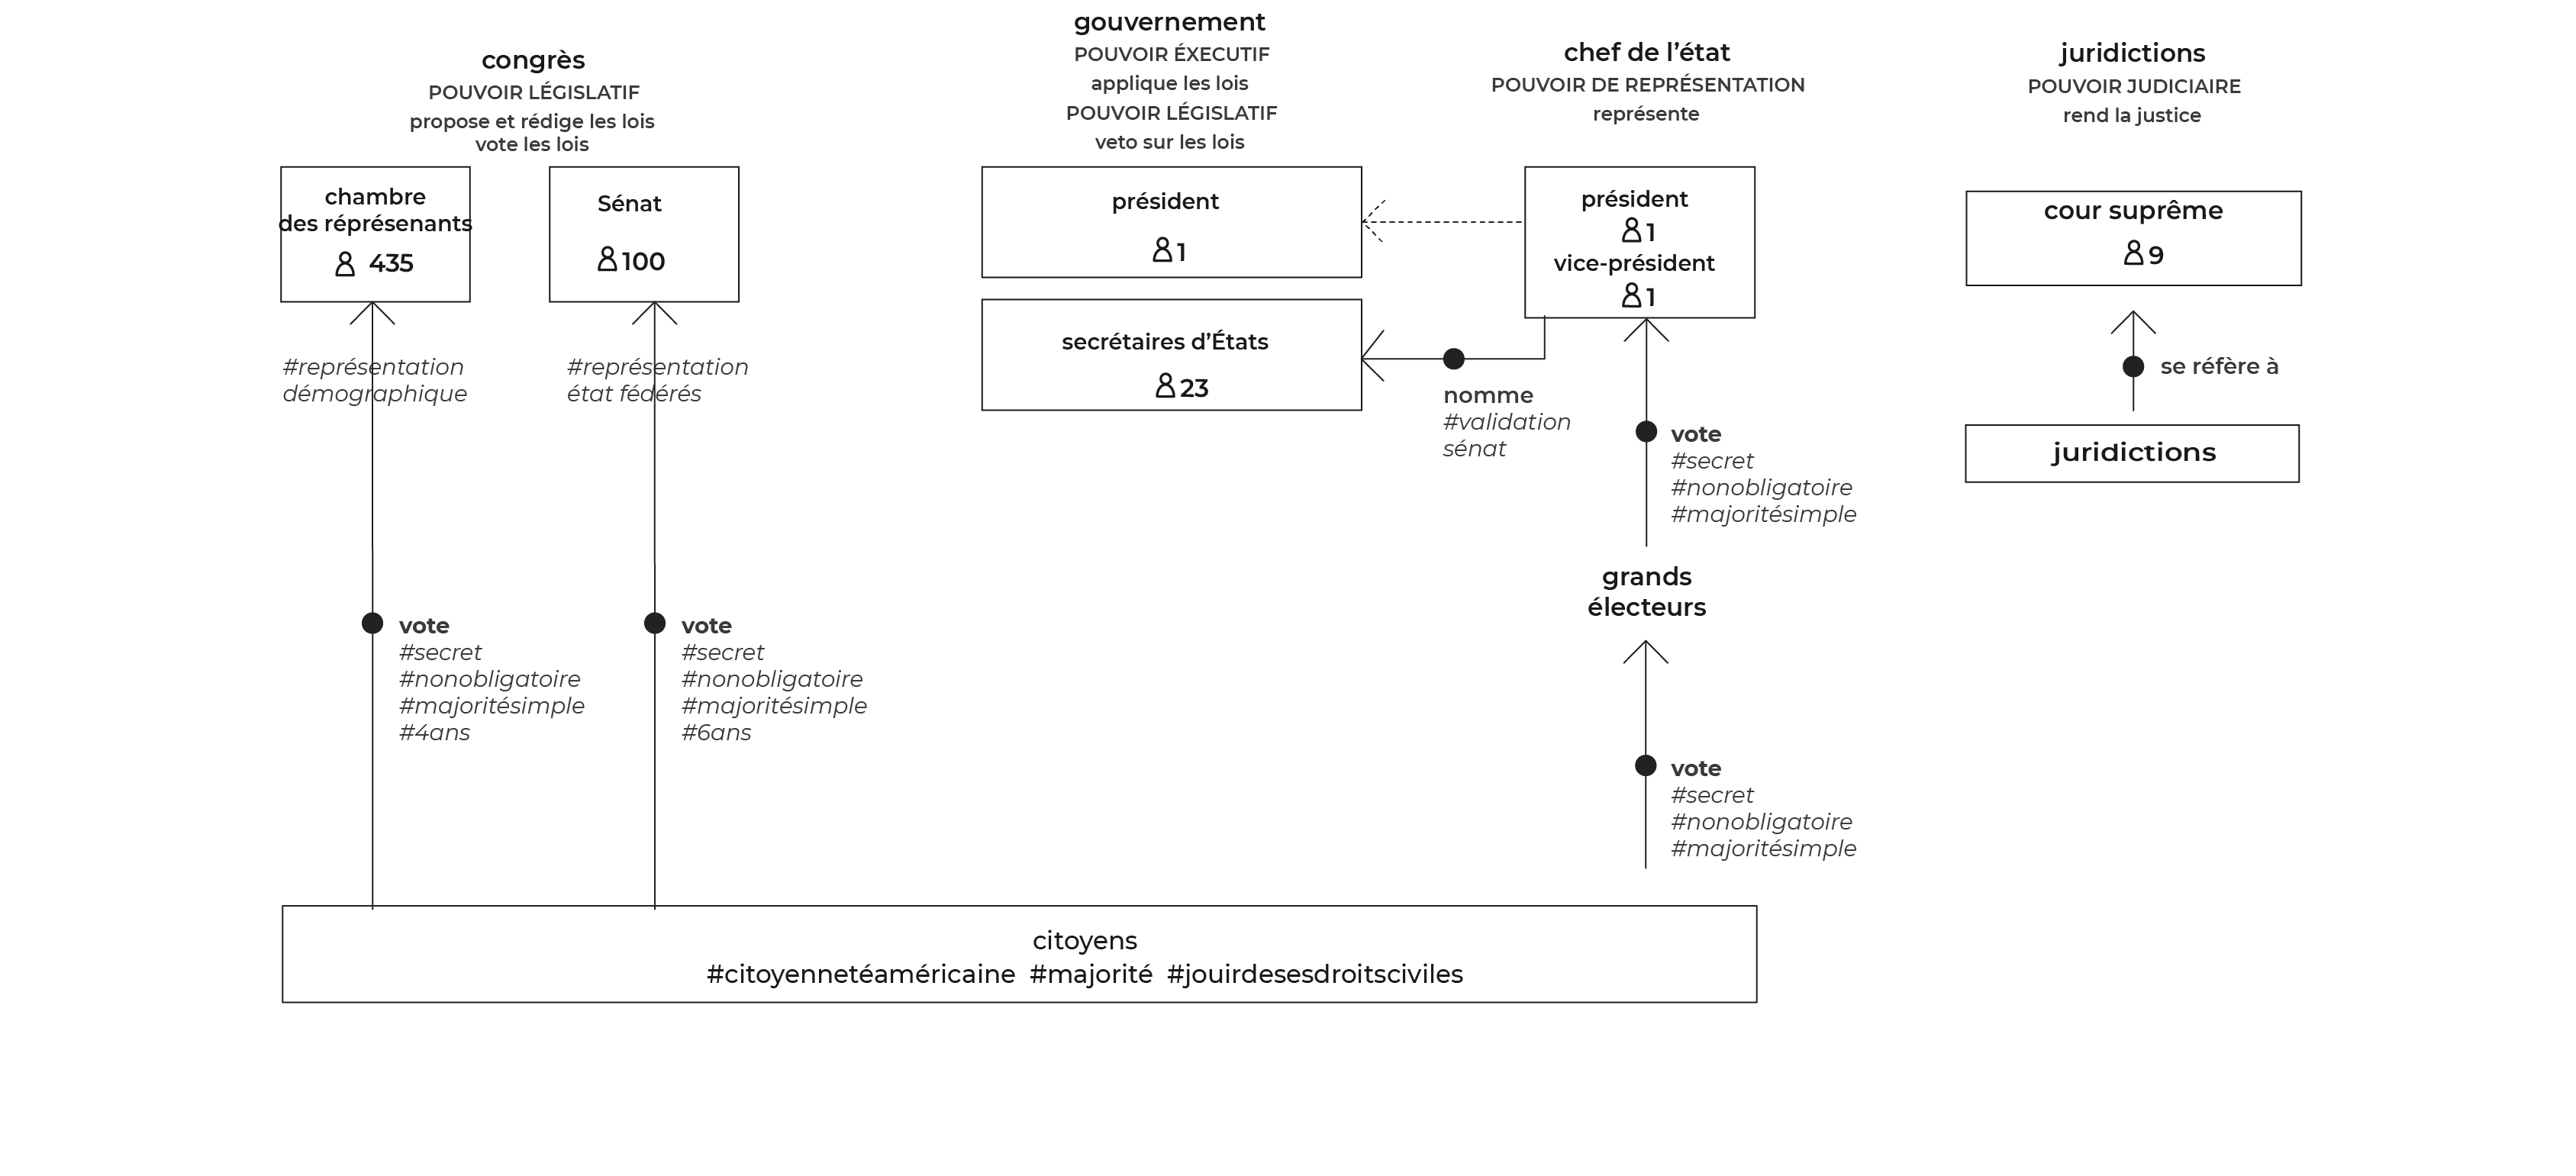 congrès
POUVOIR LÉGISLATIF
propose et rédige les lois
vote les lois
chambre
des réprésenants
435
Sénat
100
#représentation
démographique
#représentation
état fédérés
vote
#secret
#nonobligatoire
#majoritésimple
#4ans
vote
#secret
#nonobligatoire
#majoritésimple
#6ans
gouvernement
POUVOIR ÉXECUTIF
applique les lois
POUVOIR LÉGISLATIF
veto sur les lois
président
1
secrétaires d’États
23
chef de l’état
POUVOIR DE REPRÉSENTATION
représente
président
1
vice-président
1
nomme
#validation
sénat
vote
#secret
#nonobligatoire
#majoritésimple
grands
électeurs
vote
#secret
#nonobligatoire
#majoritésimple
juridictions
POUVOIR JUDICIAIRE
rend la justice
cour suprême
9
se réfère à
juridictions
citoyens
#citoyennetéaméricaine #majorité #jouirdesesdroitsciviles